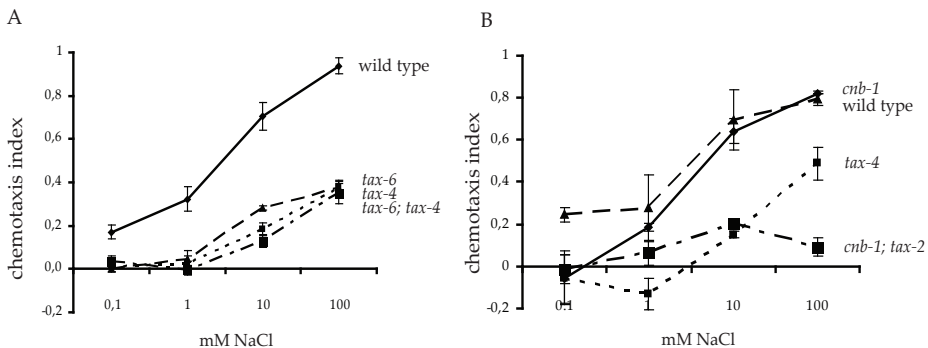 A
1
0,8
0,6
0,4
0,2
0,0
-0,2
chemotaxis index
wild type
tax-6
tax-4
tax-6; tax-4
0,1 1 10 100
mM NaCl
B
1
0,8
0,6
0,4
0,2
0
-0,2
chemotaxis index
cnb-1
wild type
tax-4
cnb-1; tax-2
10 100
mM NaCl